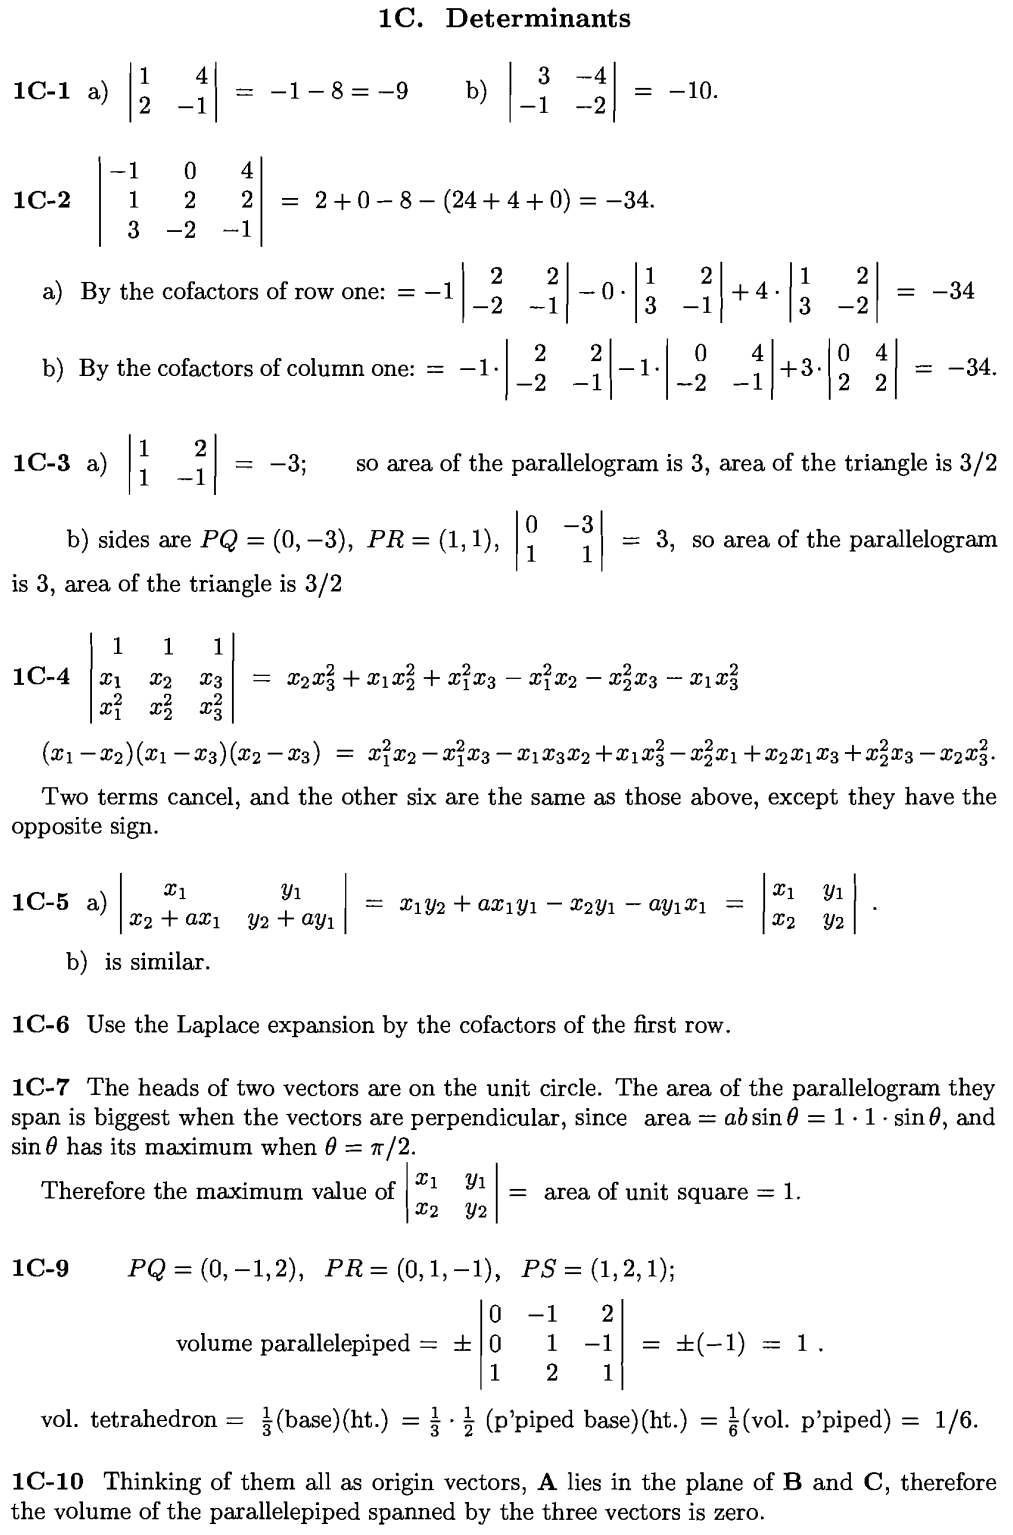 1C. Determinants
1C-1 a) | 1 4 ; 2 −1 | = −1 − 8 = −9 b) | 3 −4 ; −1 −2 | = −10.
1C-2 | −1 0 4 ; 1 2 2 ; 3 −2 −1 | = 2 + 0 − 8 − (24 + 4 + 0) = −34.
a) By the cofactors of row one: = −1 | 2 2 ; −2 −1 | − 0 · | 1 2 ; 3 −1 | + 4 · | 1 2 ; 3 −2 | = −34
b) By the cofactors of column one: = −1 · | 2 2 ; −2 −1 | − 1 · | 0 4 ; −2 −1 | + 3 · | 0 4 ; 2 2 | = −34.
1C-3 a) | 1 2 ; 1 −1 | = −3; so area of the parallelogram is 3, area of the triangle is 3/2
b) sides are PQ = (0, −3), PR = (1, 1), | 0 −3 ; 1 1 | = 3, so area of the parallelogram
is 3, area of the triangle is 3/2
1C-4 | 1 1 1 ; x₁ x₂ x₃ ; x₁² x₂² x₃² | = x₂x₃² + x₁x₂² + x₁²x₃ − x₁²x₂ − x₂²x₃ − x₁x₃²
(x₁ − x₂)(x₁ − x₃)(x₂ − x₃) = x₁²x₂ − x₁²x₃ − x₁x₃x₂ + x₁x₃² − x₂²x₁ + x₂x₁x₃ + x₂²x₃ − x₂x₃².
Two terms cancel, and the other six are the same as those above, except they have the
opposite sign.
1C-5 a) | x₁ y₁ ; x₂ + ax₁ y₂ + ay₁ | = x₁y₂ + ax₁y₁ − x₂y₁ − ay₁x₁ = | x₁ y₁ ; x₂ y₂ | .
b) is similar.
1C-6 Use the Laplace expansion by the cofactors of the first row.
1C-7 The heads of two vectors are on the unit circle. The area of the parallelogram they
span is biggest when the vectors are perpendicular, since area = ab sin θ = 1 · 1 · sin θ, and
sin θ has its maximum when θ = π/2.
Therefore the maximum value of | x₁ y₁ ; x₂ y₂ | = area of unit square = 1.
1C-9 PQ = (0, −1, 2), PR = (0, 1, −1), PS = (1, 2, 1);
volume parallelepiped = ± | 0 −1 2 ; 0 1 −1 ; 1 2 1 | = ±(−1) = 1 .
vol. tetrahedron = ⅓(base)(ht.) = ⅓ · ½ (p'piped base)(ht.) = ⅙(vol. p'piped) = 1/6.
1C-10 Thinking of them all as origin vectors, A lies in the plane of B and C, therefore
the volume of the parallelepiped spanned by the three vectors is zero.